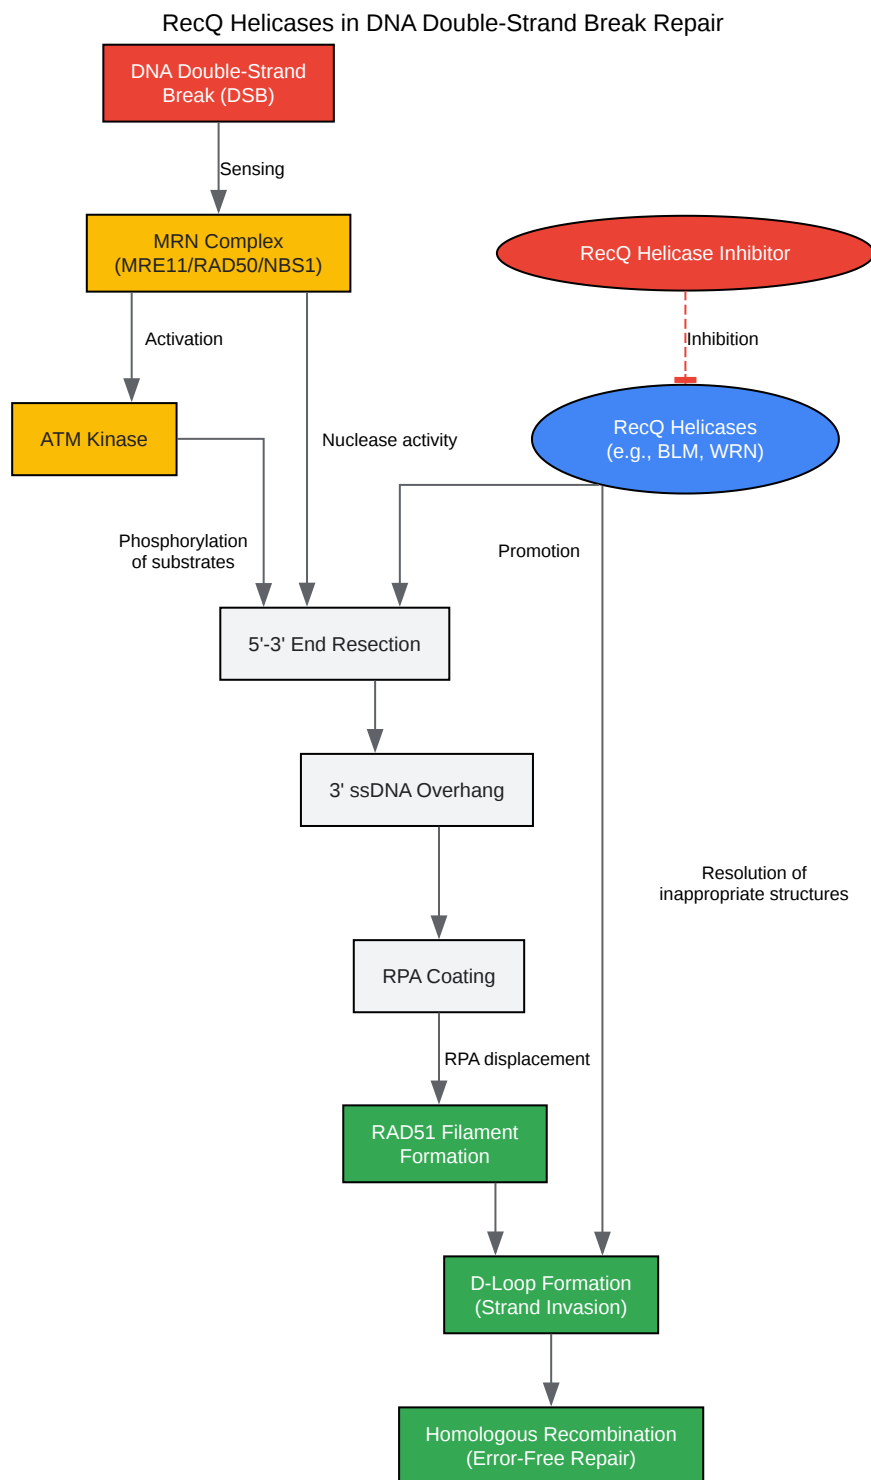 RecQ Helicases in DNA Double-Strand Break Repair
DNA Double-Strand
Break (DSB)
Sensing
MRN Complex
(MRE11/RAD50/NBS1)
RecQ Helicase Inhibitor
Activation
Inhibition
ATM Kinase
Nuclease activity
RecQ Helicases
(e.g., BLM, WRN)
Phosphorylation
of substrates
Promotion
5'-3' End Resection
3' ssDNA Overhang
Resolution of
inappropriate structures
RPA Coating
RPA displacement
RAD51 Filament
Formation
D-Loop Formation
(Strand Invasion)
Homologous Recombination
(Error-Free Repair)